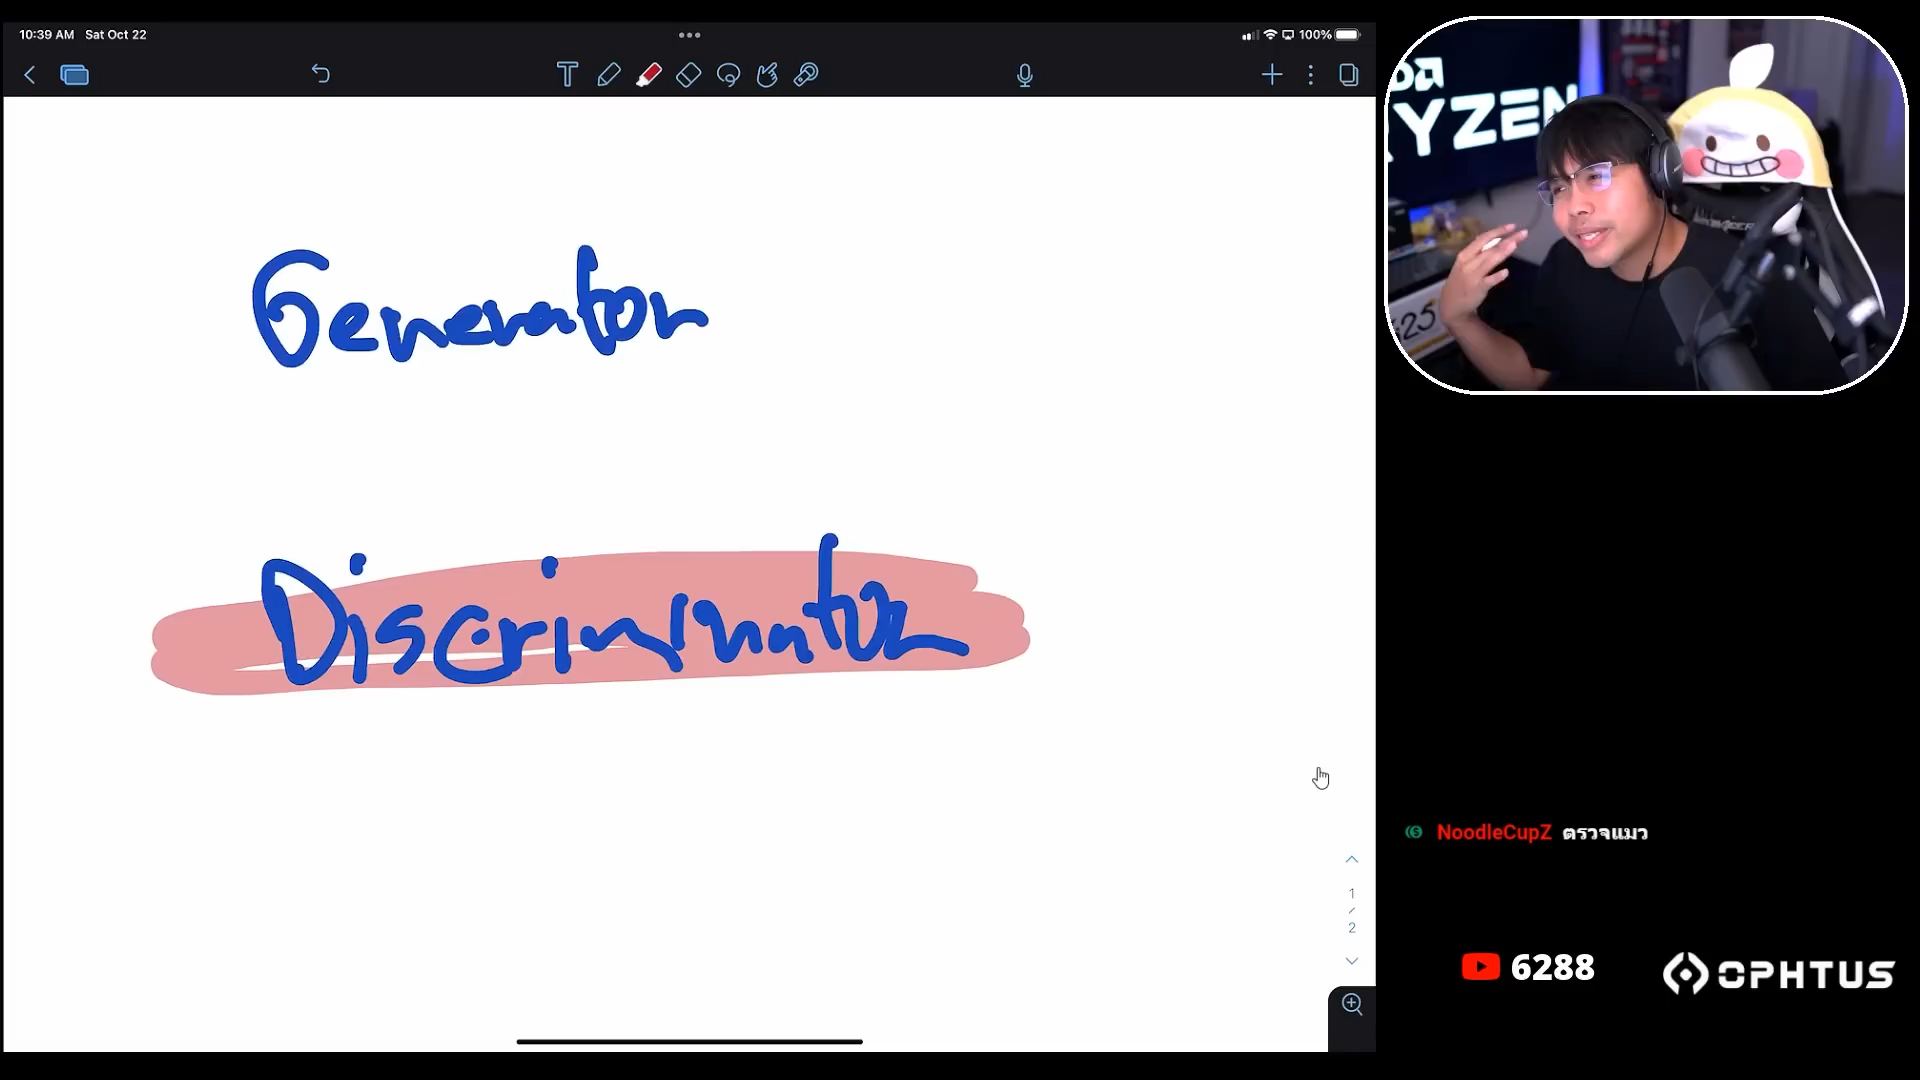 10:39 AM Sat Oct 22
100%
Generator
Discriminator
1
2
RYZEN
NoodleCupZ ตรวจแมว
6288
OPHTUS